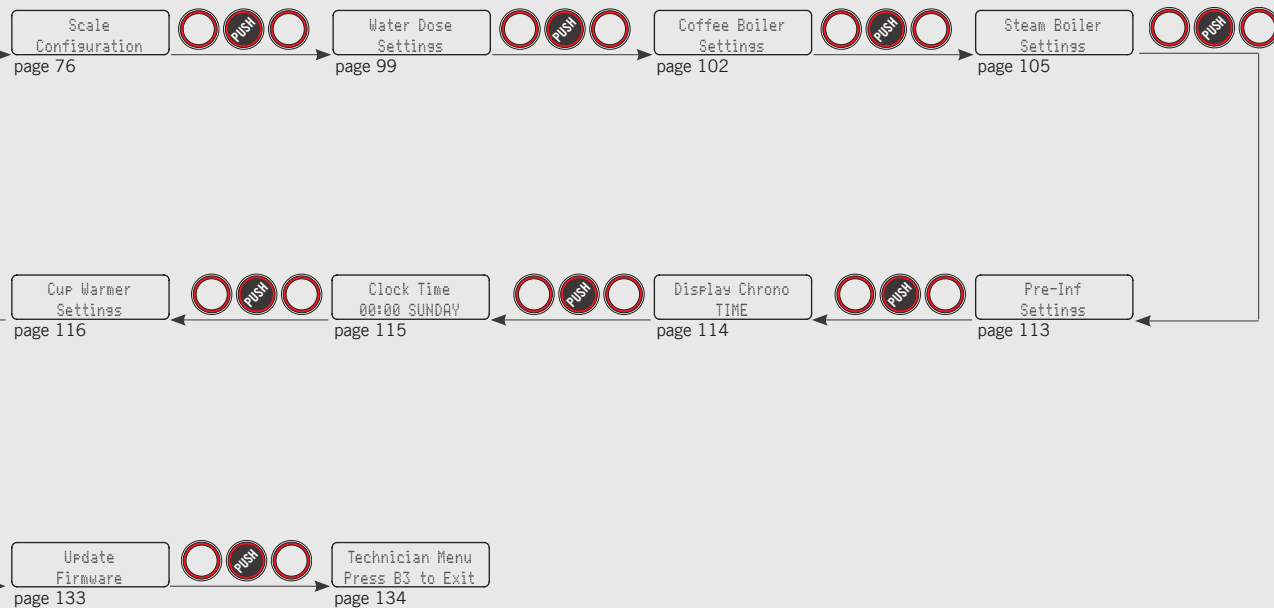 Scale
Configuration
page 76
PUSH
Water Dose
Settings
page 99
PUSH
Coffee Boiler
Settings
page 102
PUSH
Steam Boiler
Settings
page 105
PUSH
Cup Warmer
Settings
page 116
PUSH
Clock Time
00:00 SUNDAY
page 115
PUSH
Display Chrono
TIME
page 114
PUSH
Pre-Inf
Settings
page 113
Update
Firmware
page 133
PUSH
Technician Menu
Press B3 to Exit
page 134